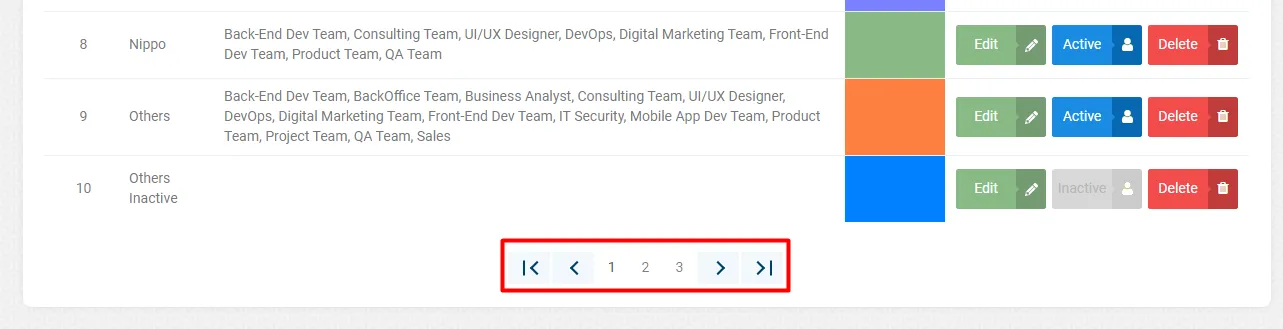 8 Nippo Back-End Dev Team, Consulting Team, UI/UX Designer, DevOps, Digital Marketing Team, Front-End
Dev Team, Product Team, QA Team
Edit Active Delete
9 Others Back-End Dev Team, BackOffice Team, Business Analyst, Consulting Team, UI/UX Designer,
DevOps, Digital Marketing Team, Front-End Dev Team, IT Security, Mobile App Dev Team, Product
Team, Project Team, QA Team, Sales
Edit Active Delete
10 Others
Inactive
Edit Inactive Delete
1 2 3